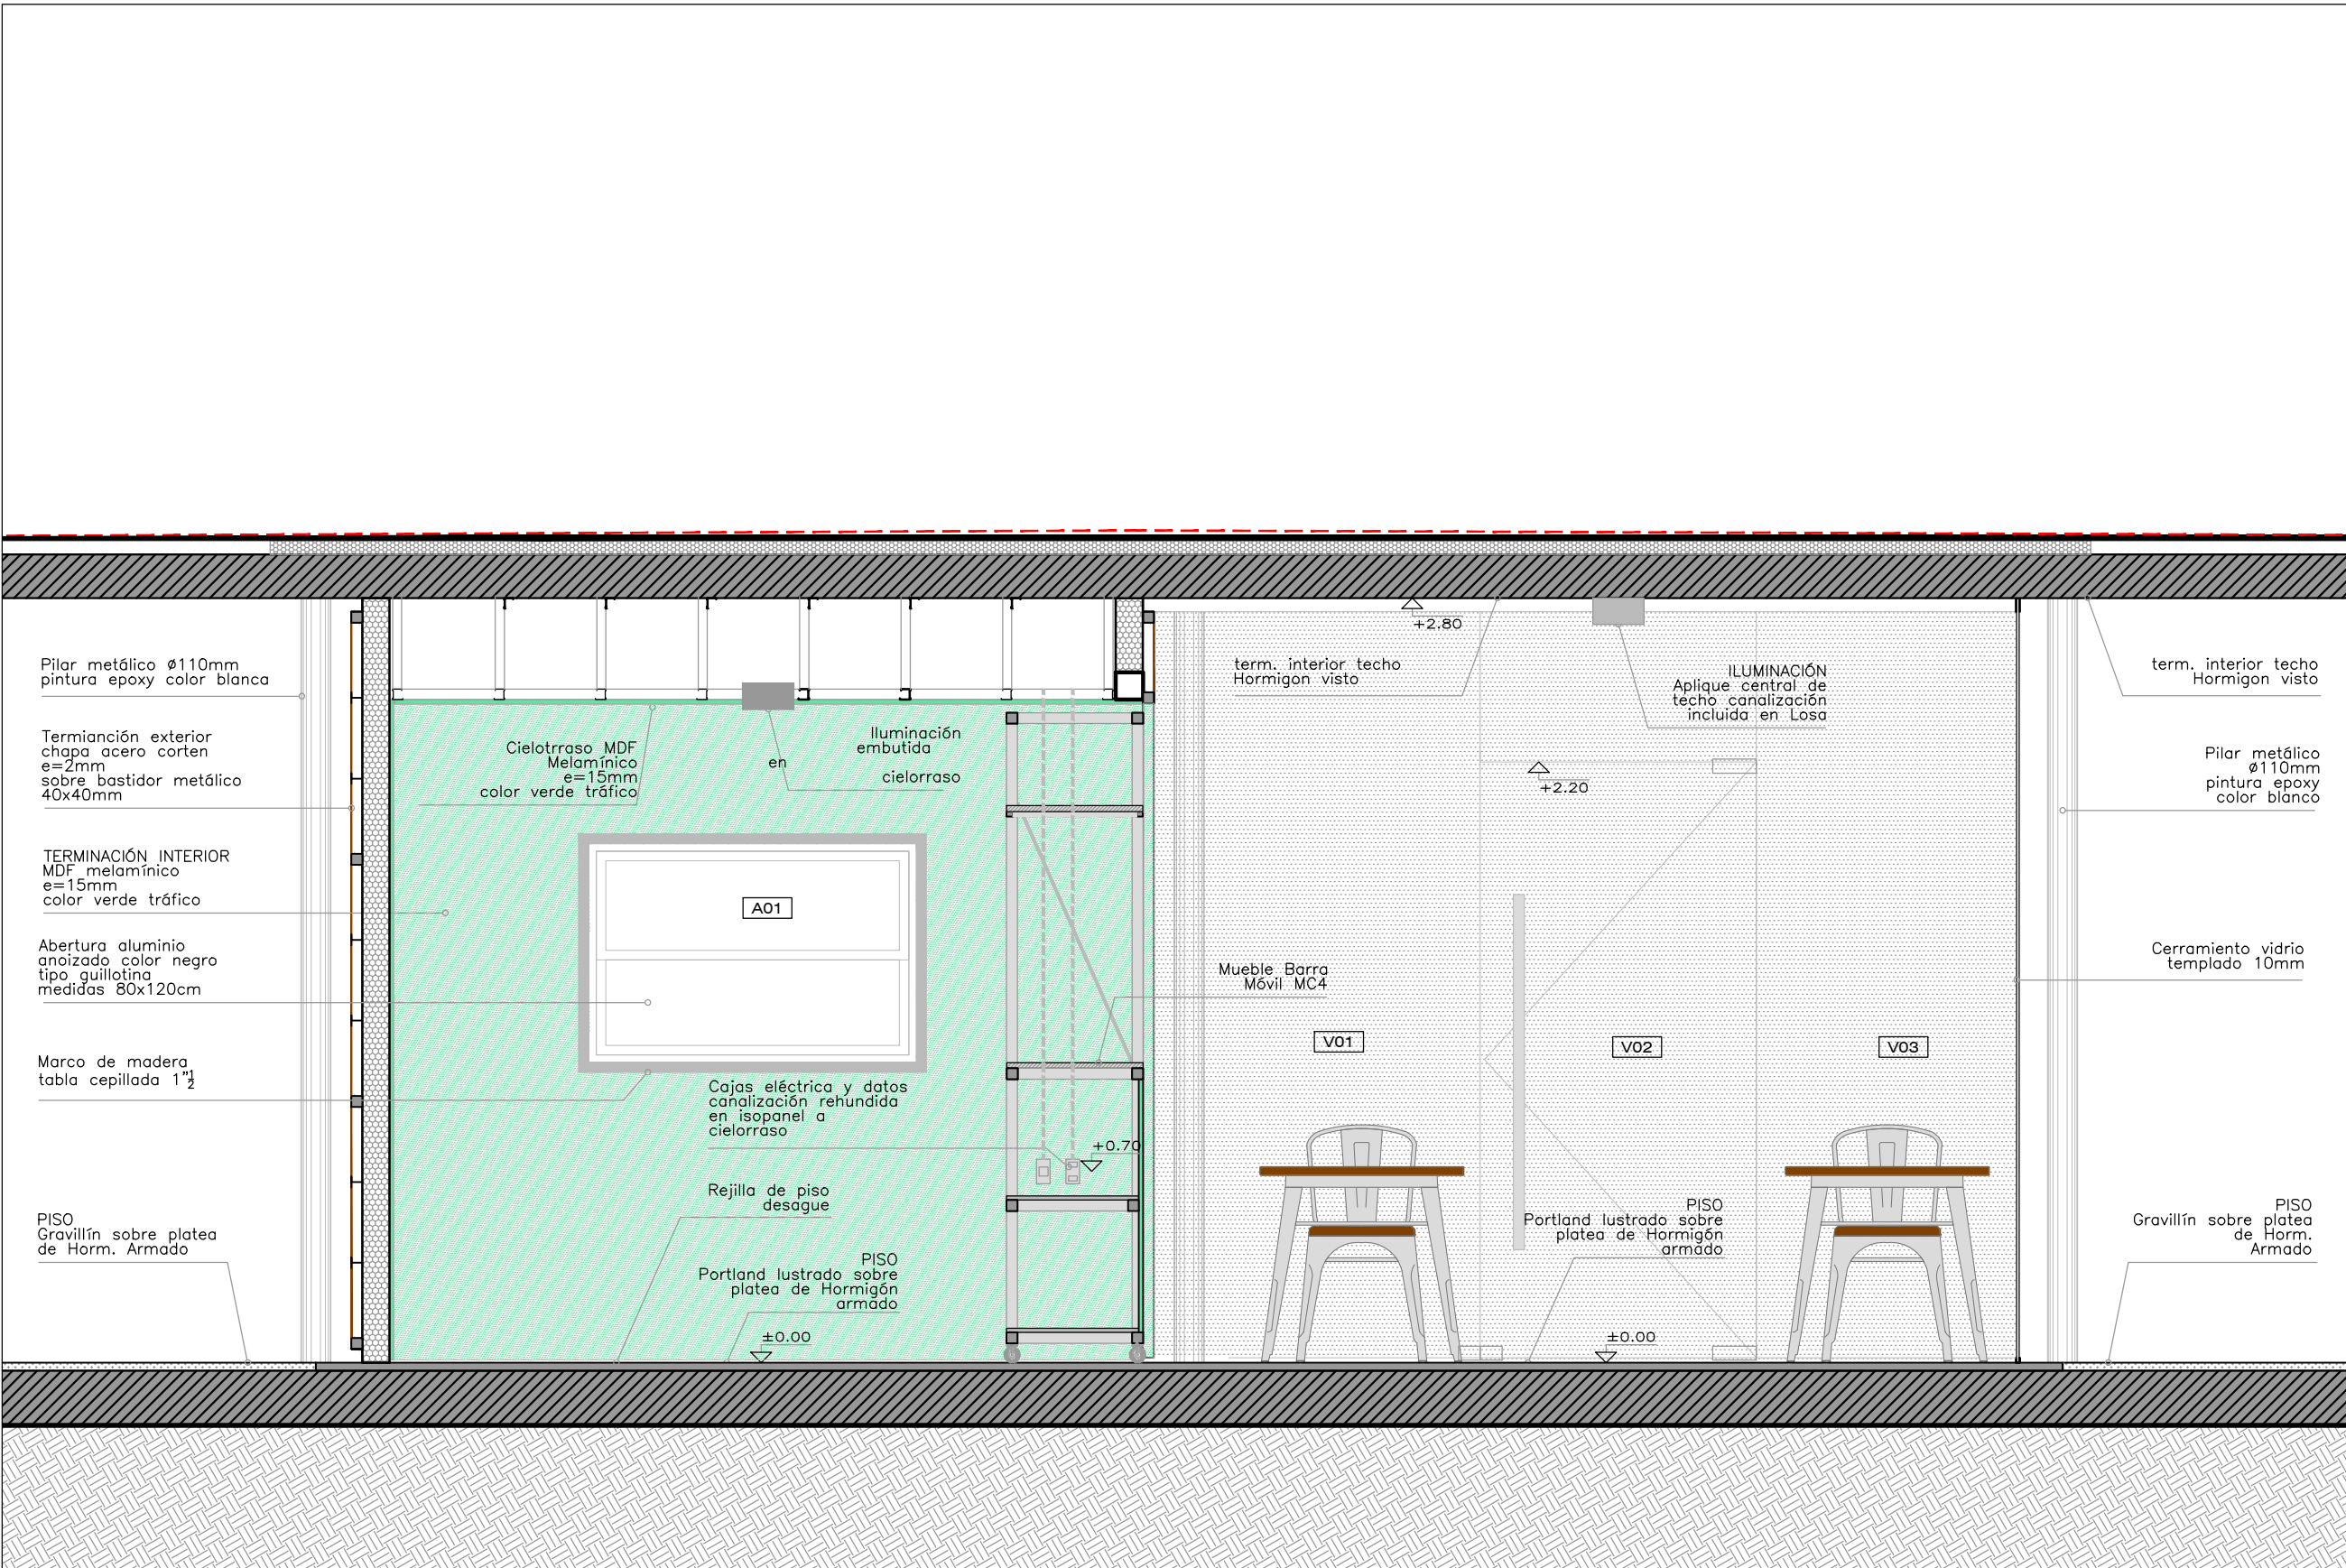 Pilar metálico ø110mm
pintura epoxy color blanca
Termianción exterior
chapa acero corten
e=2mm
sobre bastidor metálico
40x40mm
TERMINACIÓN INTERIOR
MDF melamínico
e=15mm
color verde tráfico
Abertura aluminio
anoizado color negro
tipo guillotina
medidas 80x120cm
Marco de madera
tabla cepillada 1"½
PISO
Gravillín sobre platea
de Horm. Armado
Cielotrraso MDF
Melamínico
e=15mm
color verde tráfico
Iluminación
embutida
en
cielorraso
A01
Cajas eléctrica y datos
canalización rehundida
en isopanel a
cielorraso
+0.70
Rejilla de piso
desague
PISO
Portland lustrado sobre
platea de Hormigón
armado
±0.00
+2.80
term. interior techo
Hormigon visto
ILUMINACIÓN
Aplique central de
techo canalización
incluida en Losa
+2.20
Mueble Barra
Móvil MC4
V01
V02
V03
PISO
Portland lustrado sobre
platea de Hormigón
armado
±0.00
term. interior techo
Hormigon visto
Pilar metálico
ø110mm
pintura epoxy
color blanco
Cerramiento vidrio
templado 10mm
PISO
Gravillín sobre platea
de Horm.
Armado